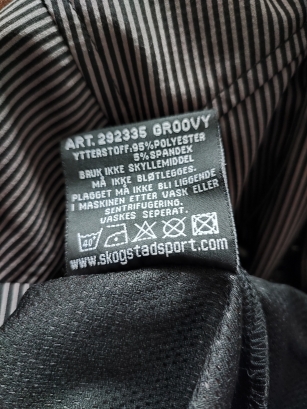 ART. 292335 GROOVY
YTTERSTOFF:95%POLYESTER
5%SPANDEX
BRUK IKKE SKYLLEMIDDEL
MÅ IKKE BLØTLEGGES.
PLAGGET MÅ IKKE BLI LIGGENDE
I MASKINEN ETTER VASK ELLER
SENTRIFUGERING.
VASKES SEPERAT.
40°
www.skogstadsport.com